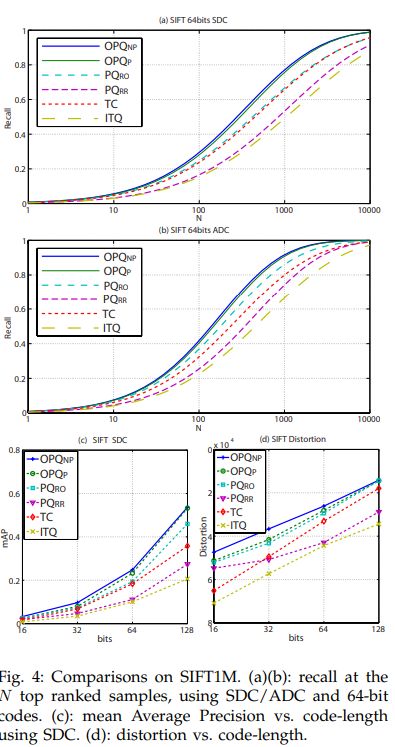 (a) SIFT 64bits SDC
1
0.8
0.6
0.4
0.2
0
Recall
OPQNP
OPQP
PQRO
PQRR
TC
ITQ
1
10
100
1000
10000
N
(b) SIFT 64bits ADC
1
0.8
0.6
0.4
0.2
0
Recall
OPQNP
OPQP
PQRO
PQRR
TC
ITQ
1
10
100
1000
10000
N
(c) SIFT SDC
0.8
0.6
0.4
0.2
0
mAP
OPQNP
OPQP
PQRO
PQRR
TC
ITQ
16
32
64
128
bits
(d) SIFT Distortion
x 10 4
0
2
4
6
8
Distortion
OPQNP
OPQP
PQRO
PQRR
TC
ITQ
16
32
64
128
bits
Fig. 4: Comparisons on SIFT1M. (a)(b): recall at the
N top ranked samples, using SDC/ADC and 64-bit
codes. (c): mean Average Precision vs. code-length
using SDC. (d): distortion vs. code-length.